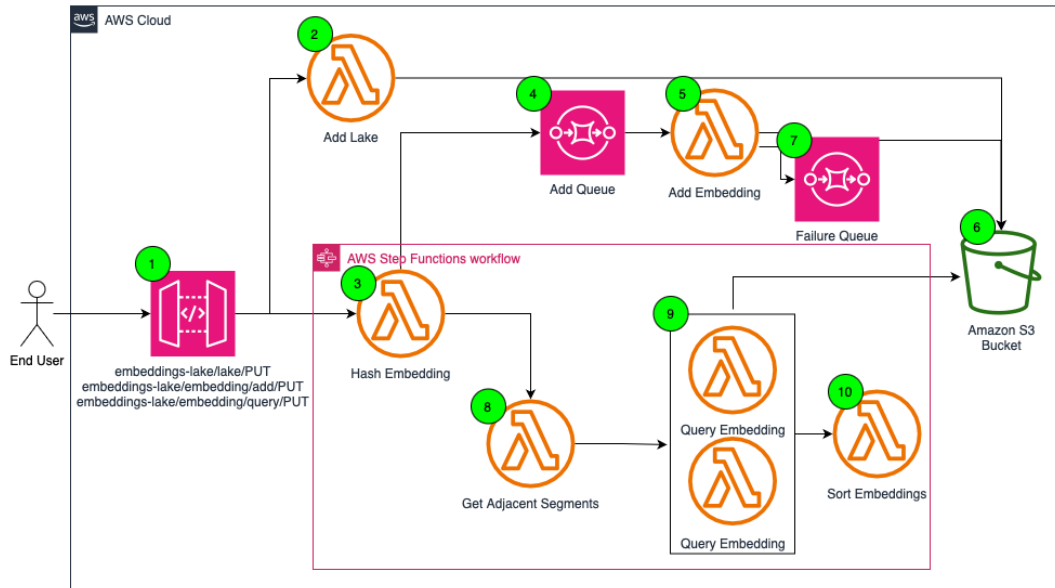 aws
AWS Cloud
2
Add Lake
4
Add Queue
5
Add Embedding
7
Failure Queue
6
Amazon S3
Bucket
End User
1
</>
embeddings-lake/lake/PUT
embeddings-lake/embedding/add/PUT
embeddings-lake/embedding/query/PUT
AWS Step Functions workflow
3
Hash Embedding
8
Get Adjacent Segments
9
Query Embedding
Query Embedding
10
Sort Embeddings